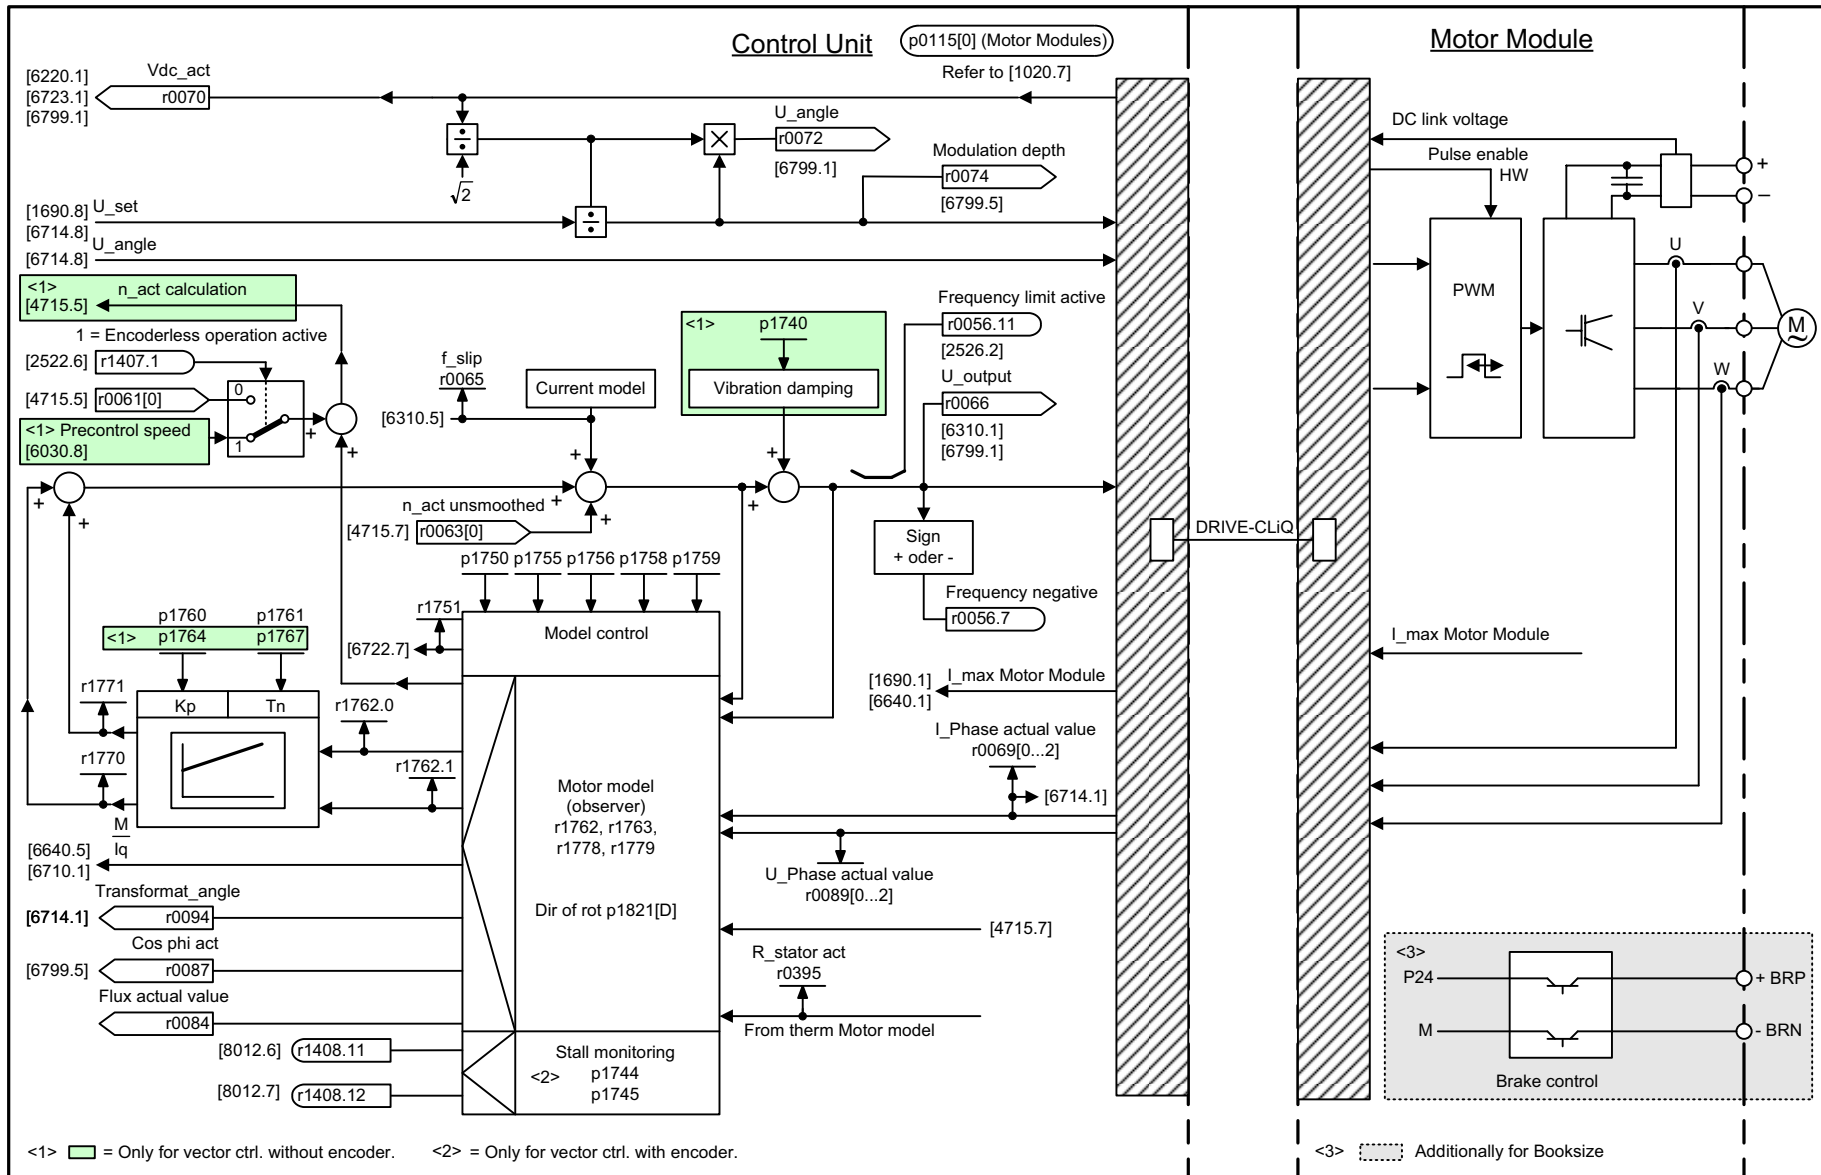 Control Unit
p0115[0] (Motor Modules)
Motor Module
[6220.1]
[6723.1]
[6799.1]
Vdc_act
r0070
Refer to [1020.7]
÷
√2
U_angle
r0072
[6799.1]
Modulation depth
r0074
[6799.5]
DC link voltage
Pulse enable
HW
+
–
[1690.8]
[6714.8]
U_set
÷
U_angle
[6714.8]
<1>
n_act calculation
[4715.5]
1 = Encoderless operation active
[2522.6]
r1407.1
[4715.5]
r0061[0]
0
1
<1> Precontrol speed
[6030.8]
+
+
f_slip
r0065
[6310.5]
Current model
<1>
p1740
Vibration damping
Frequency limit active
r0056.11
[2526.2]
U_output
r0066
[6310.1]
[6799.1]
PWM
U
V
W
M
~
+
+
+
+
+
+
+
n_act unsmoothed
[4715.7]
r0063[0]
Sign
+ oder -
DRIVE-CLiQ
Frequency negative
r0056.7
p1750
p1755
p1756
p1758
p1759
r1751
[6722.7]
Model control
p1760
p1761
<1>
p1764
p1767
r1771
Kp
Tn
r1762.0
r1770
r1762.1
Motor model
(observer)
r1762, r1763,
r1778, r1779
Dir of rot p1821[D]
[1690.1]
[6640.1]
I_max Motor Module
I_max Motor Module
I_Phase actual value
r0069[0...2]
[6714.1]
U_Phase actual value
r0089[0...2]
[4715.7]
R_stator act
r0395
From therm Motor model
M
Iq
[6640.5]
[6710.1]
Transformat_angle
[6714.1]
r0094
Cos phi act
[6799.5]
r0087
Flux actual value
r0084
[8012.6]
r1408.11
[8012.7]
r1408.12
Stall monitoring
<2>
p1744
p1745
<3>
P24
+ BRP
M
- BRN
Brake control
<1>
= Only for vector ctrl. without encoder.
<2> = Only for vector ctrl. with encoder.
<3>
Additionally for Booksize